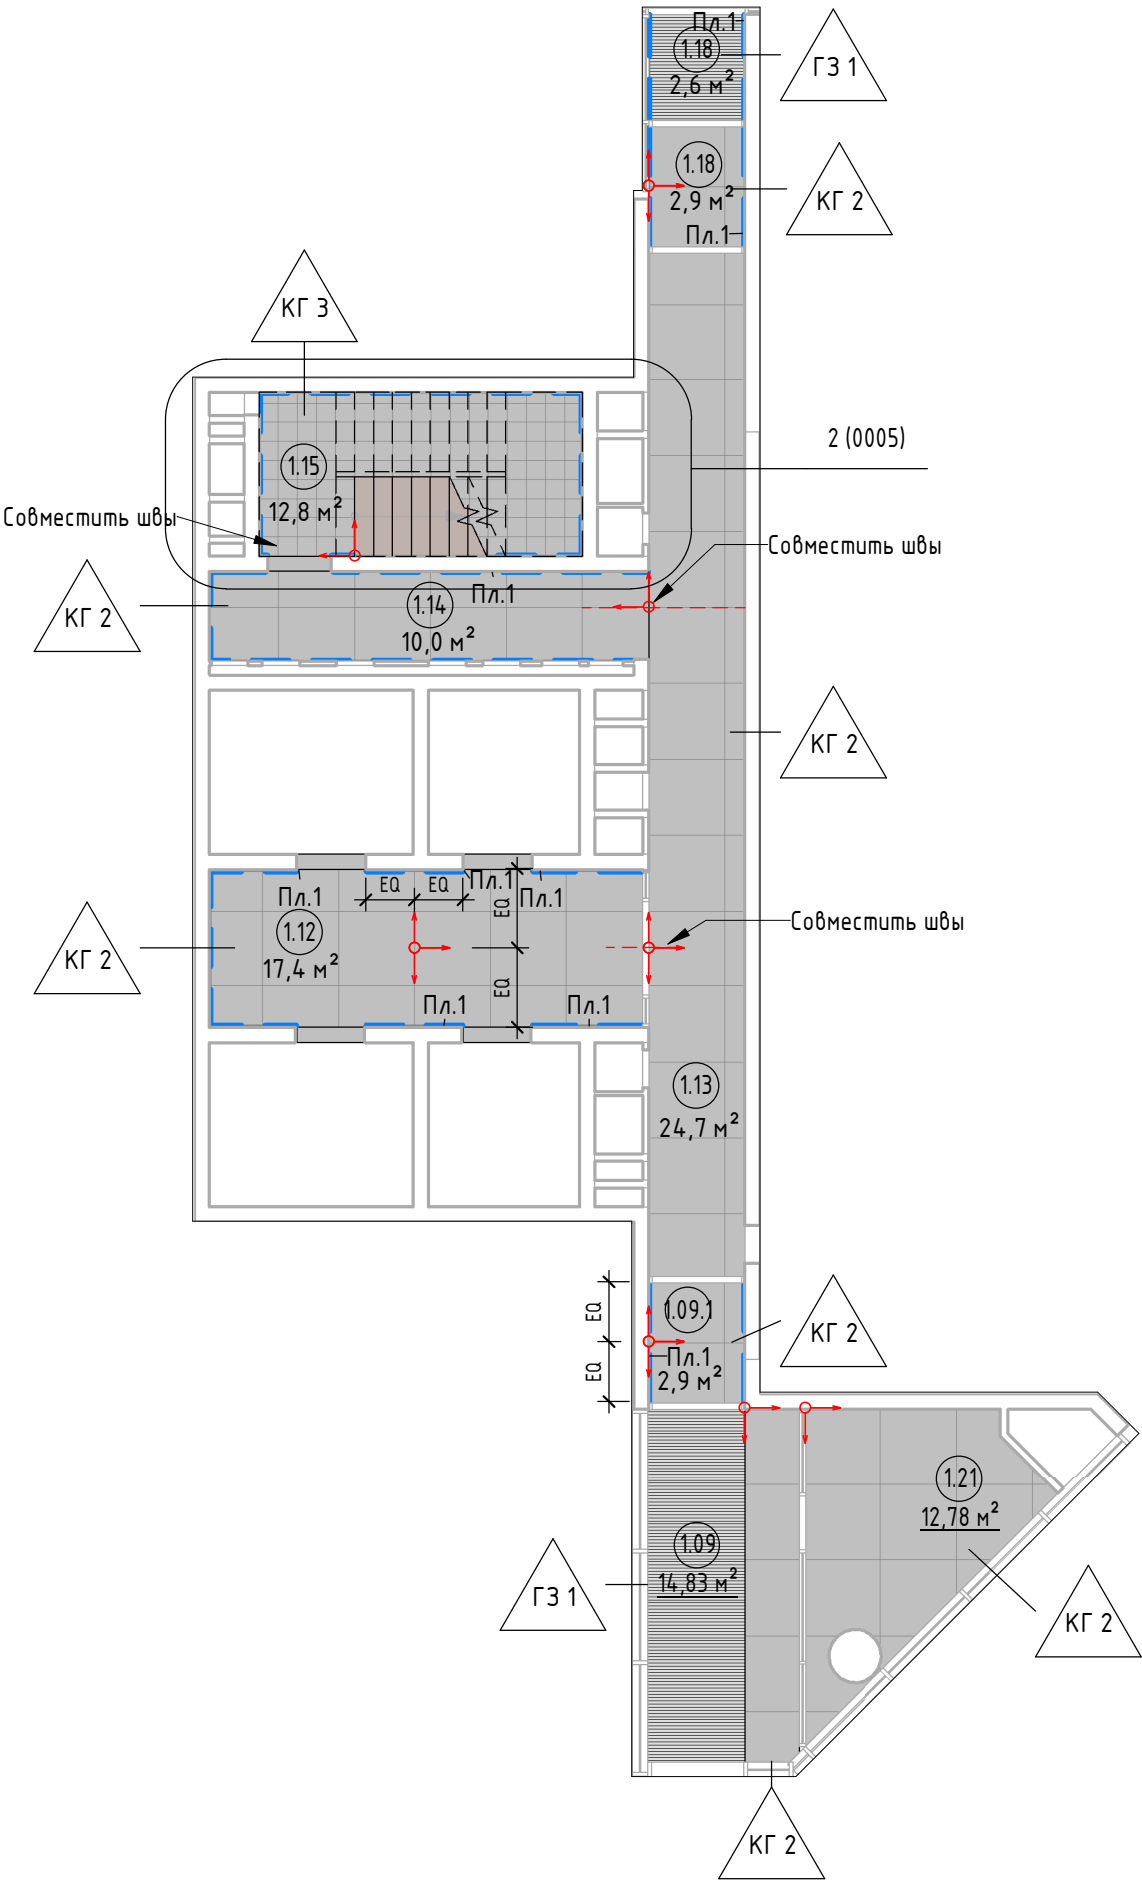 Пл.1
1.18
2,6 м²
ГЗ 1
1.18
2,9 м²
Пл.1
КГ 2
КГ 3
2 (0005)
1.15
12,8 м²
Совместить швы
Совместить швы
Пл.1
1.14
10,0 м²
КГ 2
КГ 2
EQ
EQ
Пл.1
Пл.1
Пл.1
EQ
1.12
17,4 м²
КГ 2
Совместить швы
EQ
Пл.1
Пл.1
1.13
24,7 м²
1.09.1
EQ
КГ 2
Пл.1
2,9 м²
EQ
1.21
12,78 м²
1.09
14,83 м²
ГЗ 1
КГ 2
КГ 2